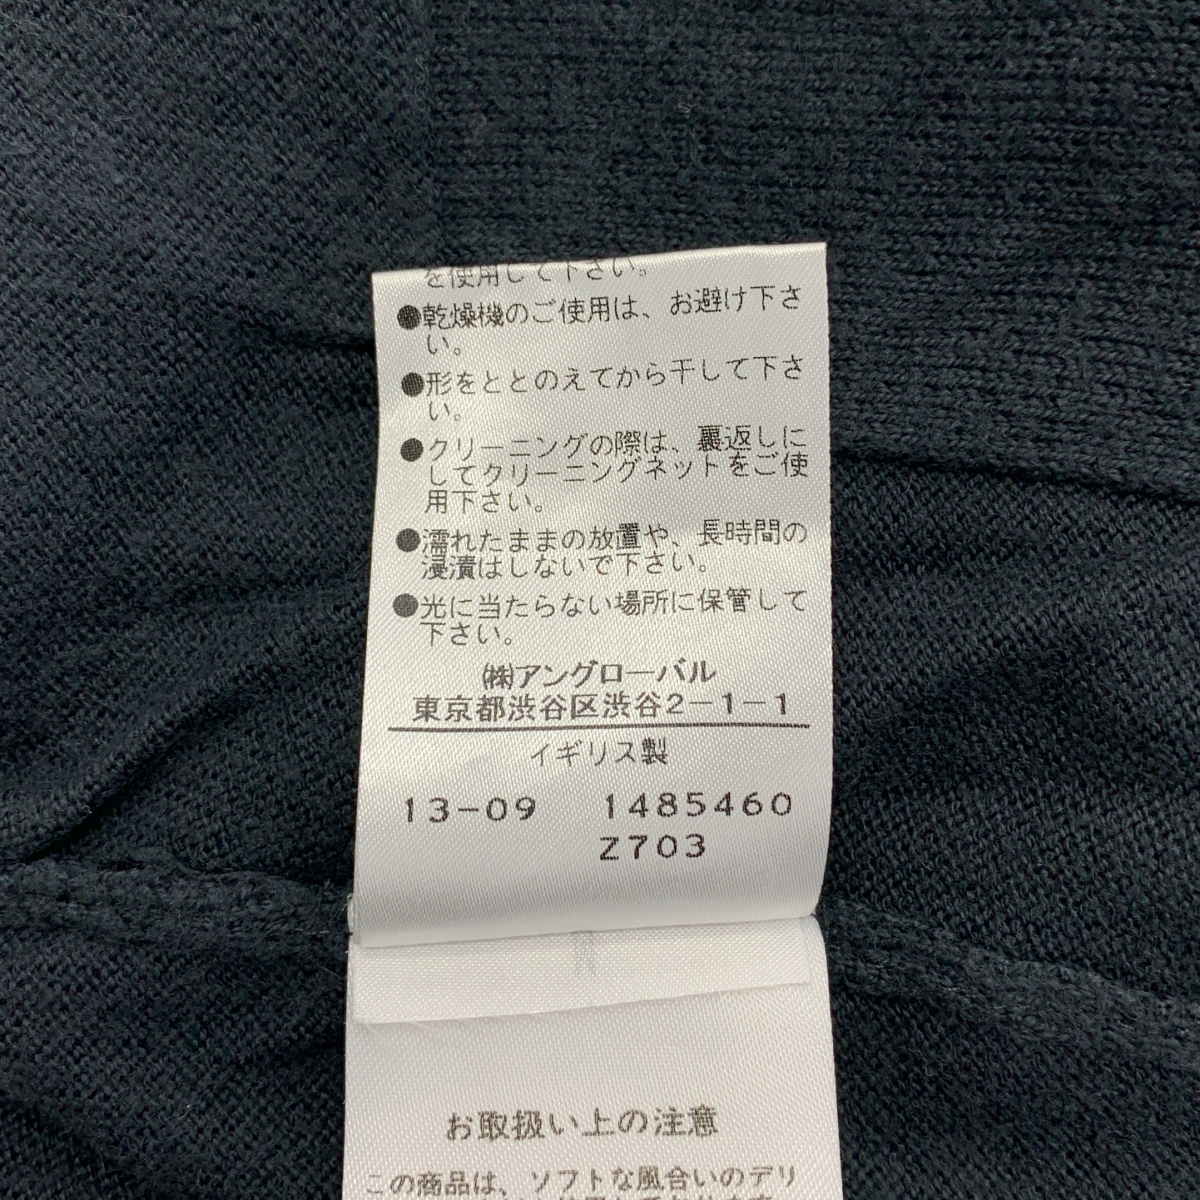 を使用して下さい。
●乾燥機のご使用は、お避け下さ
い。
●形をととのえてから干して下さ
い。
●クリーニングの際は、裏返しに
してクリーニングネットをご使
用下さい。
●濡れたままの放置や、長時間の
浸漬はしないで下さい。
●光に当たらない場所に保管して
下さい。
㈱アングローバル
東京都渋谷区渋谷2-1-1
イギリス製
13-09 1485460
Z703
お取扱い上の注意
この商品は、ソフトな風合いのデリ